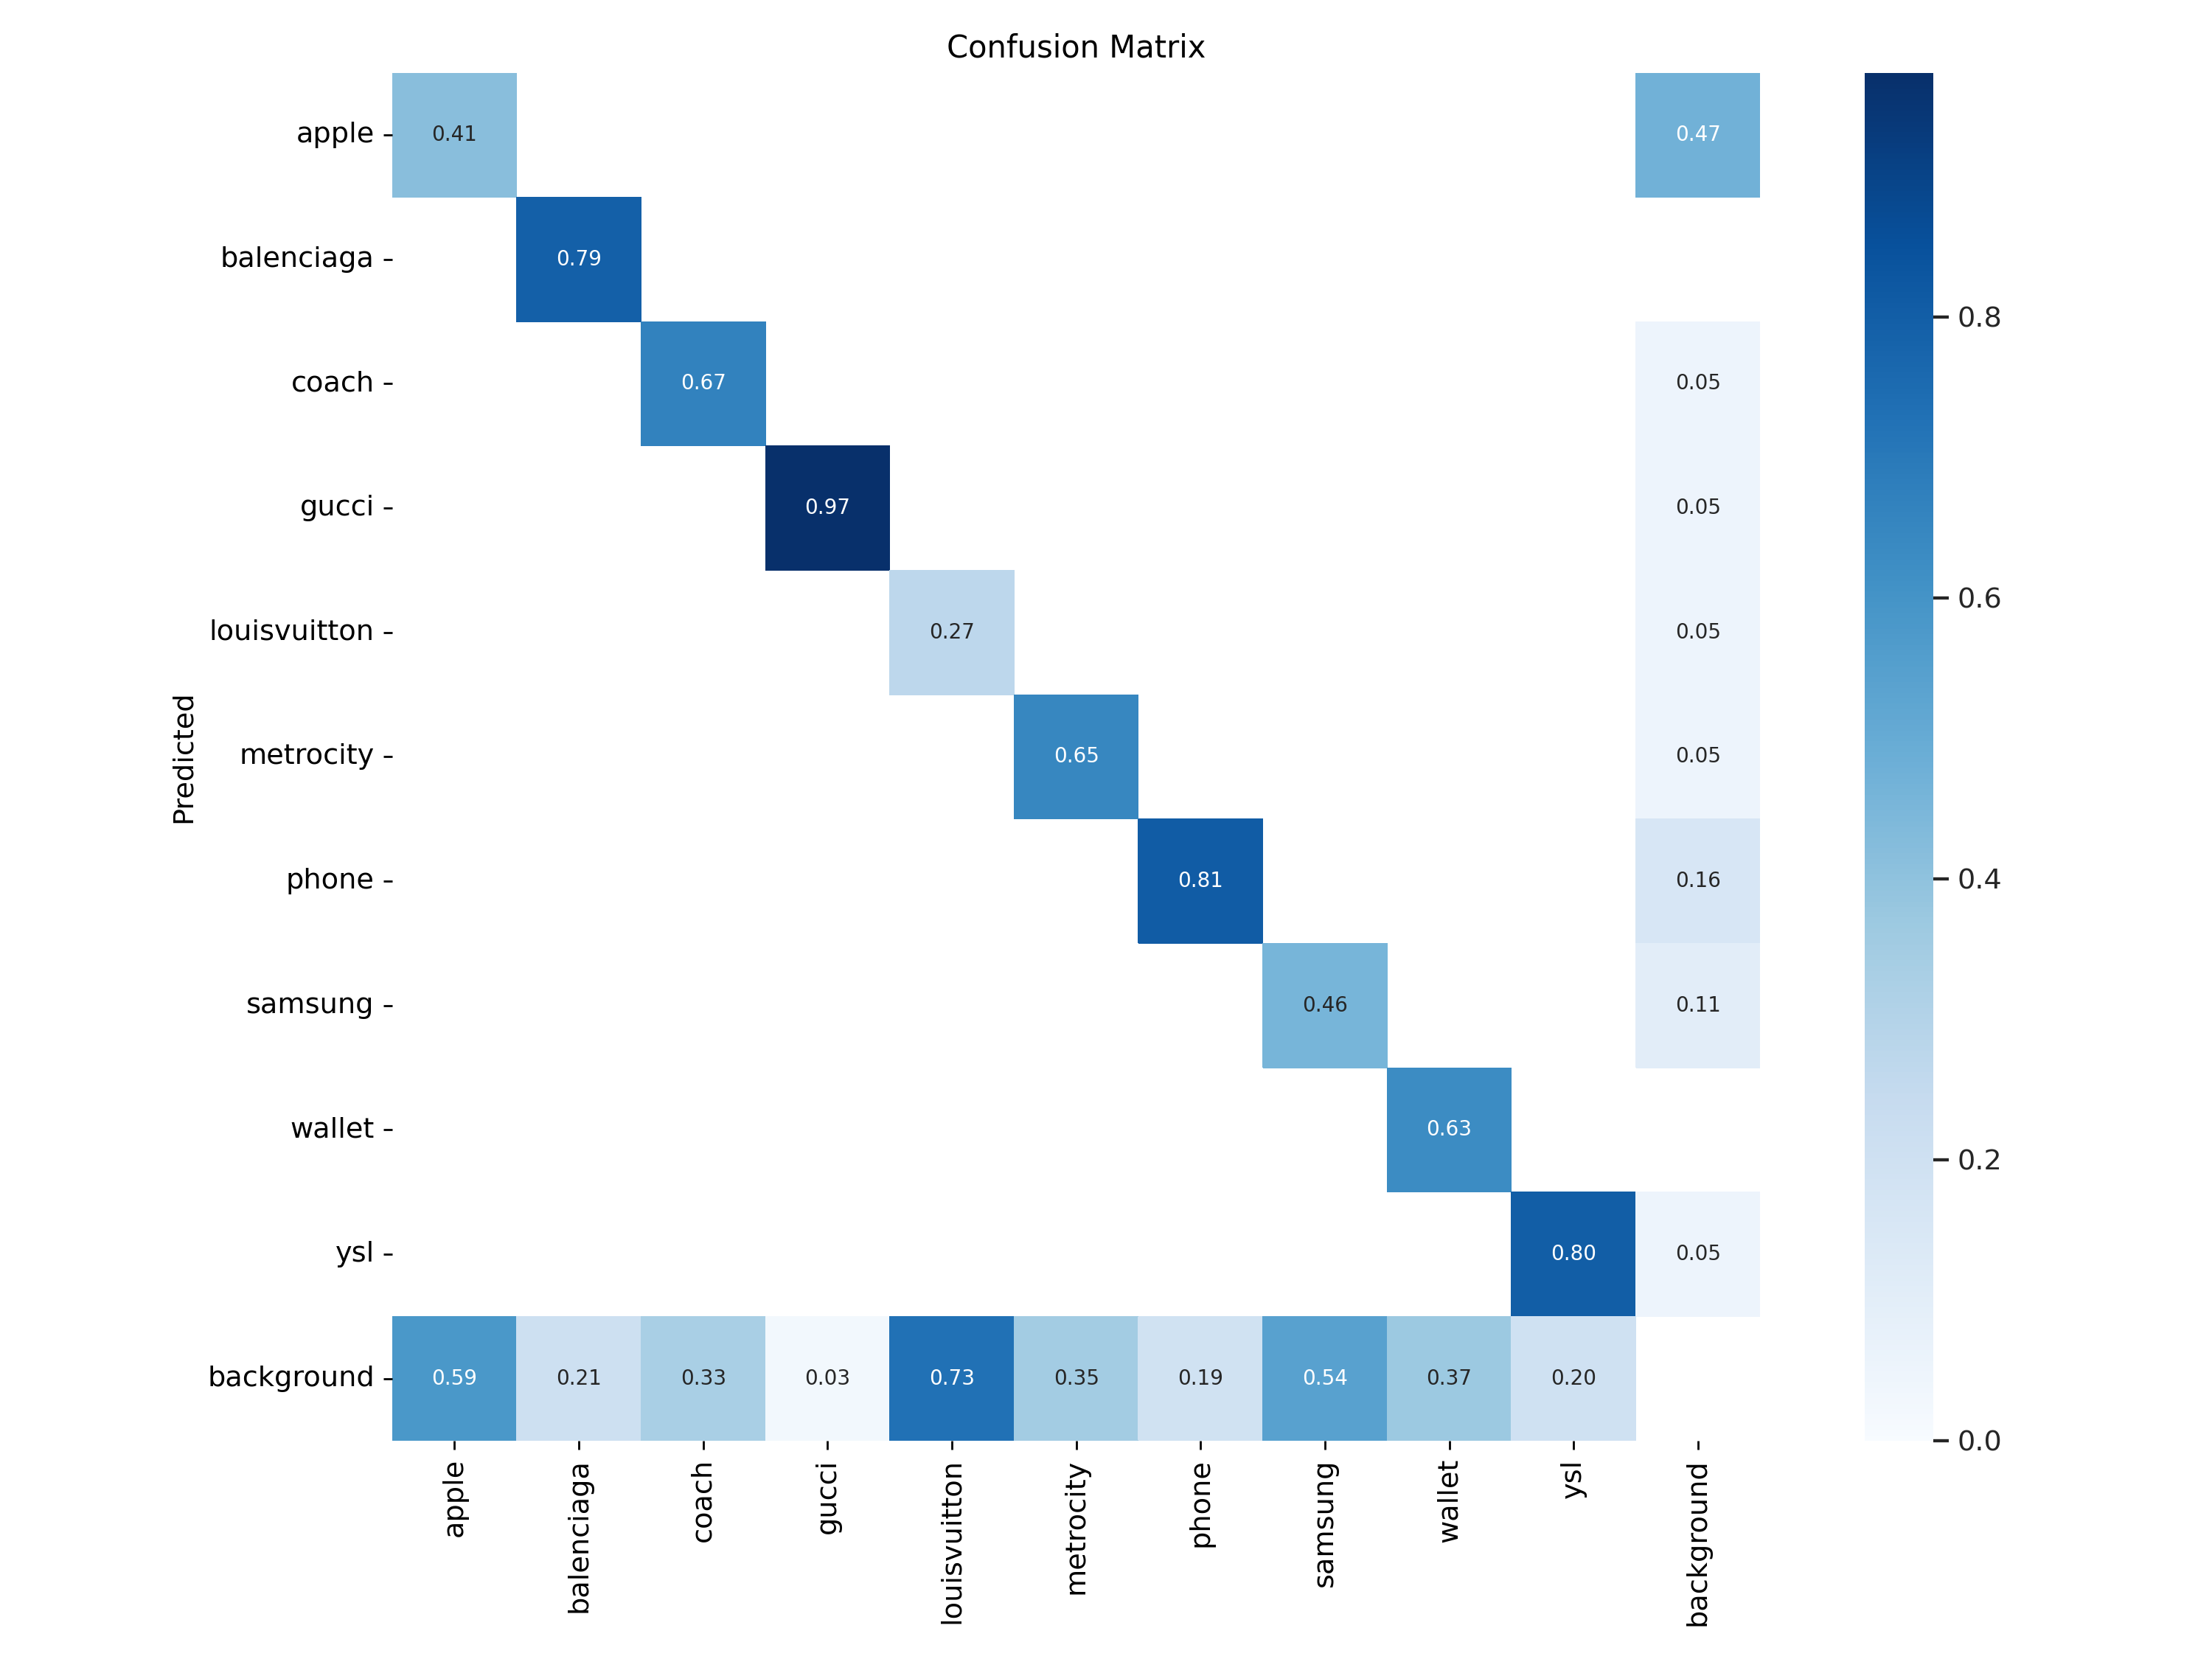 Confusion Matrix
apple 0.41 0.47
balenciaga 0.79
coach 0.67 0.05
gucci 0.97 0.05
louisvuitton 0.27 0.05
metrocity 0.65 0.05
phone 0.81 0.16
samsung 0.46 0.11
wallet 0.63
ysl 0.80 0.05
background 0.59 0.21 0.33 0.03 0.73 0.35 0.19 0.54 0.37 0.20
Predicted
apple
balenciaga
coach
gucci
louisvuitton
metrocity
phone
samsung
wallet
ysl
background
0.8
0.6
0.4
0.2
0.0